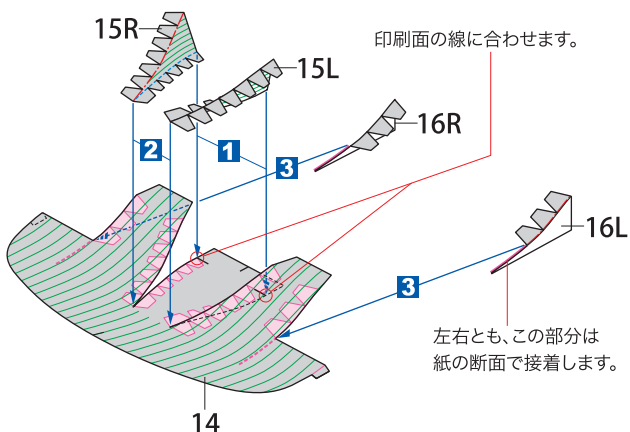 15R
印刷面の線に合わせます。
15L
16R
2
1
3
16L
3
左右とも、この部分は
紙の断面で接着します。
14